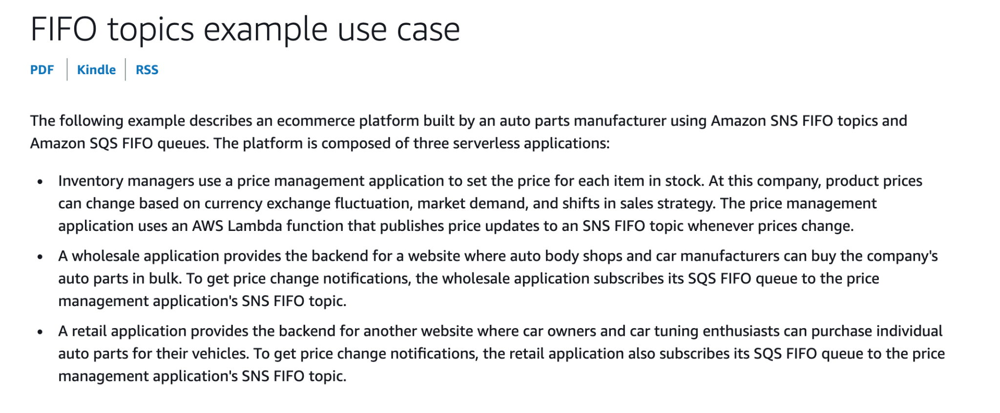 FIFO topics example use case
PDF | Kindle | RSS
The following example describes an ecommerce platform built by an auto parts manufacturer using Amazon SNS FIFO topics and
Amazon SQS FIFO queues. The platform is composed of three serverless applications:
• Inventory managers use a price management application to set the price for each item in stock. At this company, product prices
can change based on currency exchange fluctuation, market demand, and shifts in sales strategy. The price management
application uses an AWS Lambda function that publishes price updates to an SNS FIFO topic whenever prices change.
• A wholesale application provides the backend for a website where auto body shops and car manufacturers can buy the company's
auto parts in bulk. To get price change notifications, the wholesale application subscribes its SQS FIFO queue to the price
management application's SNS FIFO topic.
• A retail application provides the backend for another website where car owners and car tuning enthusiasts can purchase individual
auto parts for their vehicles. To get price change notifications, the retail application also subscribes its SQS FIFO queue to the price
management application's SNS FIFO topic.